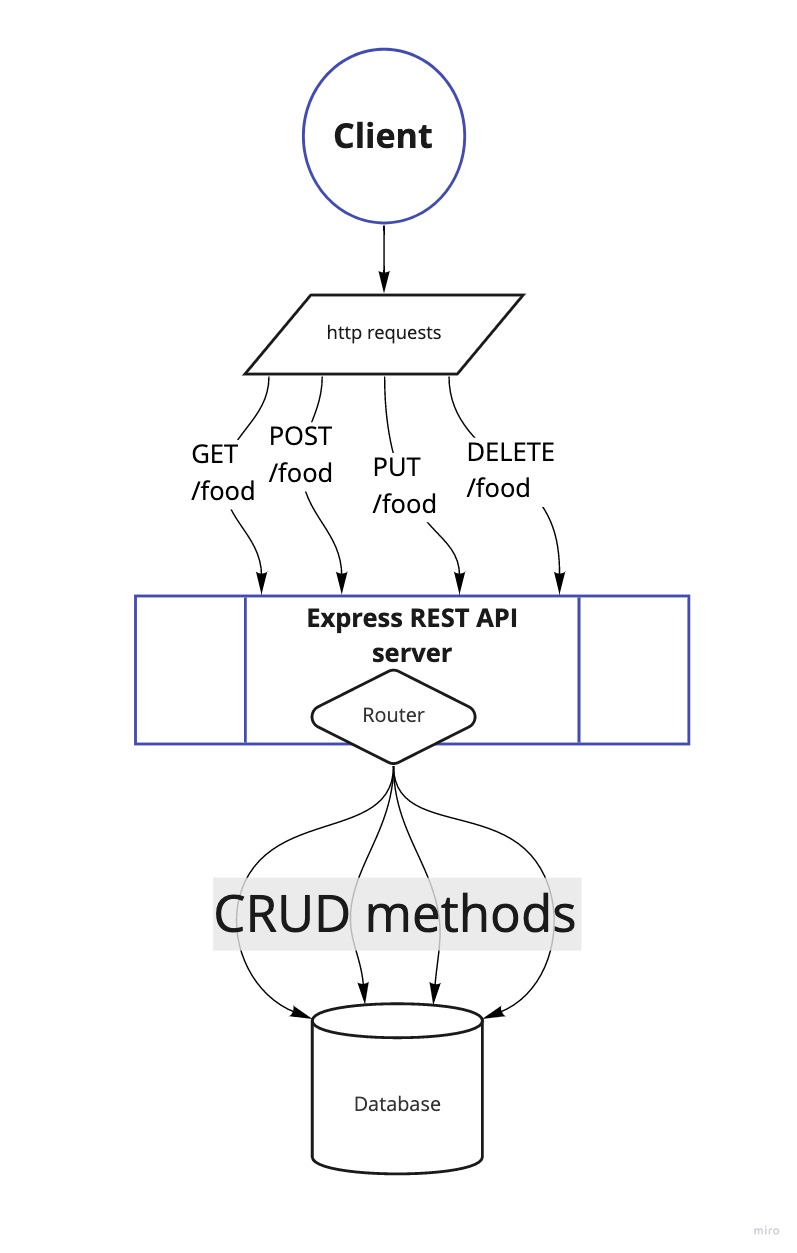 Client
http requests
GET
/food
POST
/food
PUT
/food
DELETE
/food
Express REST API
server
Router
CRUD methods
Database
miro